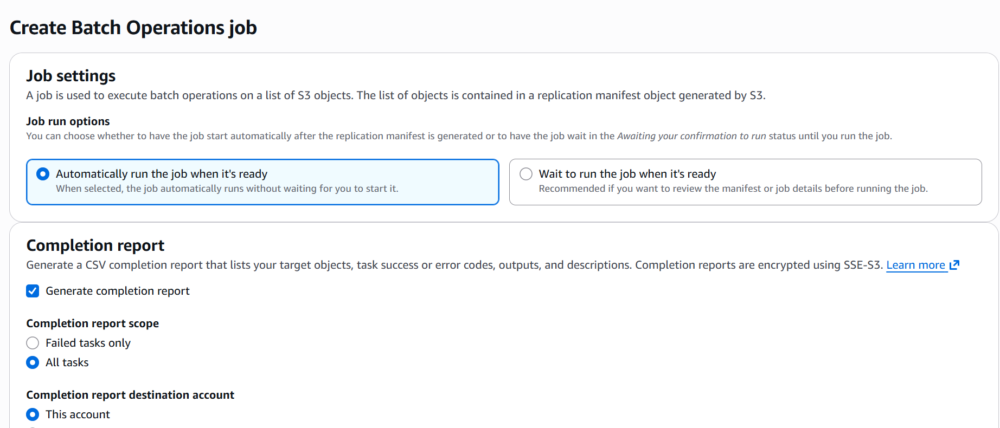 Create Batch Operations job
Job settings
A job is used to execute batch operations on a list of S3 objects. The list of objects is contained in a replication manifest object generated by S3.
Job run options
You can choose whether to have the job start automatically after the replication manifest is generated or to have the job wait in the Awaiting your confirmation to run status until you run the job.
Automatically run the job when it's ready
When selected, the job automatically runs without waiting for you to start it.
Wait to run the job when it's ready
Recommended if you want to review the manifest or job details before running the job.
Completion report
Generate a CSV completion report that lists your target objects, task success or error codes, outputs, and descriptions. Completion reports are encrypted using SSE-S3. Learn more
Generate completion report
Completion report scope
Failed tasks only
All tasks
Completion report destination account
This account